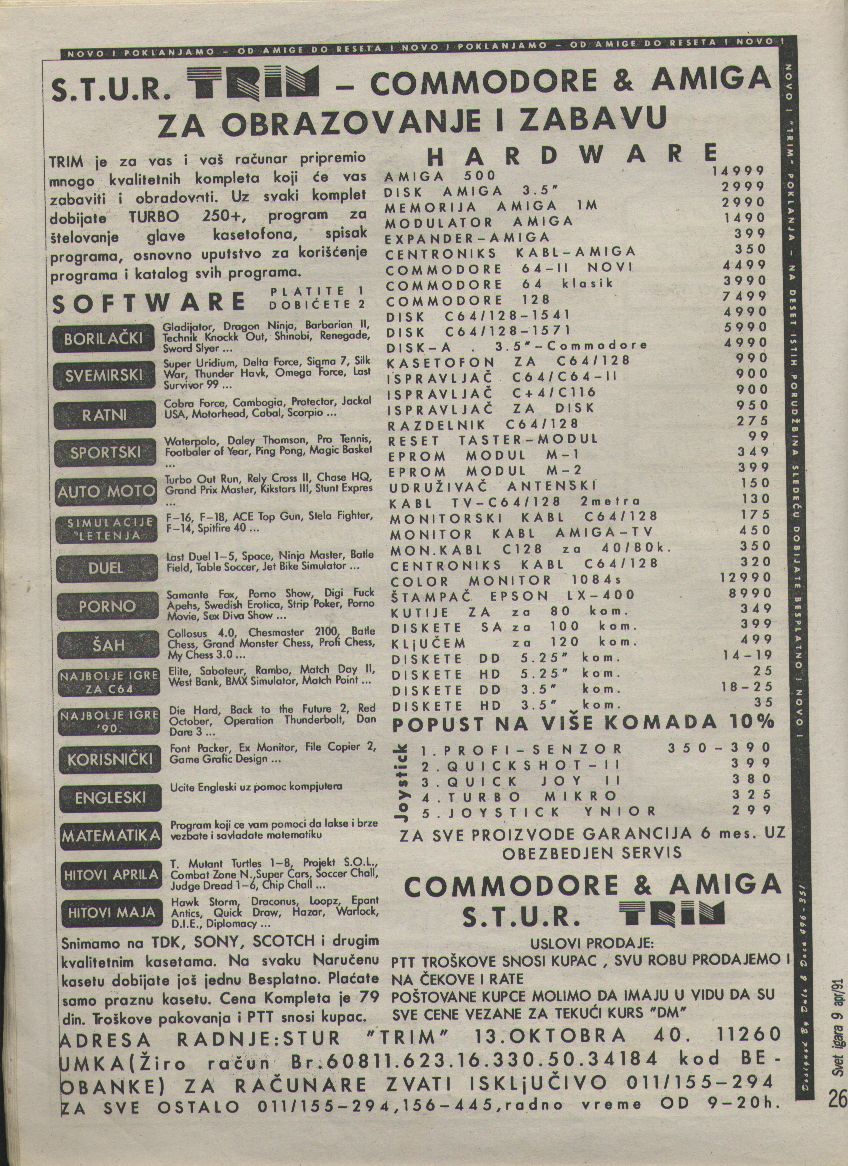 NOVO I POKLANJAMO – OD AMIGE DO RESETA I NOVO I POKLANJAMO – OD AMIGE DO RESETA I NOVO I
S.T.U.R. TRIM – COMMODORE & AMIGA
ZA OBRAZOVANJE I ZABAVU
TRIM je za vas i vaš računar pripremio
mnogo kvalitetnih kompleta koji će vas
zabaviti i obradovati. Uz svaki komplet
dobijate TURBO 250+, program za
štelovanje glave kasetofona, spisak
programa, osnovno uputstvo za korišćenje
programa i katalog svih programa.
SOFTWARE PLATITE 1
DOBIĆETE 2
BORILAČKI
Gladijator, Dragon Ninja, Barbarian II,
Technik Knockk Out, Shinobi, Renegade,
Sword Slyer ...
SVEMIRSKI
Super Uridium, Delta Force, Sigma 7, Silk
War, Thunder Havk, Omega Force, Last
Survivor 99 ...
RATNI
Cobra Force, Cambogia, Protector, Jackal
USA, Motorhead, Cabal, Scorpio ...
SPORTSKI
Waterpolo, Daley Thomson, Pro Tennis,
Footbaler of Year, Ping Pong, Magic Basket
...
AUTO MOTO
Turbo Out Run, Rely Cross II, Chase HQ,
Grand Prix Master, Kikstars III, Stunt Expres
...
SIMULACIJE
"LETENJA
F–16, F–18, ACE Top Gun, Stela Fighter,
F–14, Spitfire 40 ...
DUEL
Last Duel 1–5, Space, Ninja Master, Batle
Field, Table Soccer, Jet Bike Simulator ...
PORNO
Samante Fox, Porno Show, Digi Fuck
Apehs, Swedish Erotica, Strip Poker, Porno
Movie, Sex Diva Show ...
ŠAH
Collosus 4.0, Chesmaster 2100, Batle
Chess, Grand Monster Chess, Profi Chess,
My Chess 3.0 ...
NAJBOLJE IGRE
ZA C64
Elite, Saboteur, Rambo, Match Day II,
West Bank, BMX Simulator, Match Point ...
NAJBOLJE IGRE
'90.
Die Hard, Back to the Future 2, Red
October, Operation Thunderbolt, Dan
Dare 3 ...
KORISNIČKI
Font Packer, Ex Monitor, File Copier 2,
Game Grafic Design ...
ENGLESKI
Ucite Engleski uz pomoc kompjutera
MATEMATIKA
Program koji ce vam pomoci da lakse i brze
vezbate i savladate matematiku
HITOVI APRILA
T. Mutant Turtles 1–8, Projekt S.O.L.,
Combat Zone N.,Super Cars, Soccer Chall,
Judge Dread 1–6, Chip Chall ...
HITOVI MAJA
Hawk Storm, Draconus, Loopz, Epant
Antics, Quick Draw, Hazar, Warlock,
D.I.E., Diplomacy ...
Snimamo na TDK, SONY, SCOTCH i drugim
kvalitetnim kasetama. Na svaku Naručenu
kasetu dobijate još jednu Besplatno. Plaćate
samo praznu kasetu. Cena Kompleta je 79
din. Troškove pakovanja i PTT snosi kupac.
HARDWARE
AMIGA 500 14999
DISK AMIGA 3.5" 2999
MEMORIJA AMIGA 1M 2990
MODULATOR AMIGA 1490
EXPANDER–AMIGA 399
CENTRONIKS KABL–AMIGA 350
COMMODORE 64–II NOVI 4499
COMMODORE 64 klasik 3990
COMMODORE 128 7499
DISK C64/128–1541 4990
DISK C64/128–1571 5990
DISK–A . 3.5"–Commodore 4990
KASETOFON ZA C64/128 990
ISPRAVLJAČ C64/C64–II 900
ISPRAVLJAČ C+4/C116 900
ISPRAVLJAČ ZA DISK 950
RAZDELNIK C64/128 275
RESET TASTER–MODUL 99
EPROM MODUL M–1 349
EPROM MODUL M–2 399
UDRUŽIVAČ ANTENSKI 150
KABL TV–C64/128 2metra 130
MONITORSKI KABL C64/128 175
MONITOR KABL AMIGA–TV 450
MON.KABL C128 za 40/80k. 350
CENTRONIKS KABL C64/128 320
COLOR MONITOR 1084s 12990
ŠTAMPAČ EPSON LX–400 8990
KUTIJE ZA za 80 kom. 349
DISKETE SA za 100 kom. 399
KLjUČEM za 120 kom. 499
DISKETE DD 5.25" kom. 14–19
DISKETE HD 5.25" kom. 25
DISKETE DD 3.5" kom. 18–25
DISKETE HD 3.5" kom. 35
POPUST NA VIŠE KOMADA 10%
Joystick
1.PROFI–SENZOR 350–390
2.QUICKSHOT–II 399
3.QUICK JOY II 380
4.TURBO MIKRO 325
5.JOYSTICK YNIOR 299
ZA SVE PROIZVODE GARANCIJA 6 mes. UZ
OBEZBEDJEN SERVIS
COMMODORE & AMIGA
S.T.U.R. TRIM
USLOVI PRODAJE:
PTT TROŠKOVE SNOSI KUPAC , SVU ROBU PRODAJEMO I
NA ČEKOVE I RATE
POŠTOVANE KUPCE MOLIMO DA IMAJU U VIDU DA SU
SVE CENE VEZANE ZA TEKUĆI KURS "DM"
ADRESA RADNJE:STUR "TRIM" 13.OKTOBRA 40. 11260
UMKA(Žiro račun Br.60811.623.16.330.50.34184 kod BE-
OBANKE) ZA RAČUNARE ZVATI ISKLjUČIVO 011/155–294
ZA SVE OSTALO 011/155–294,156–445,radno vreme OD 9–20h.
NOVO I "TRIM" POKLANJA – NA DESET ISTIH PORUDŽBINA SLEDEĆU DOBIJATE BESPLATNO I NOVO I
Designed By Dule & Deca 496-351
Svet igara 9 apr/91
26